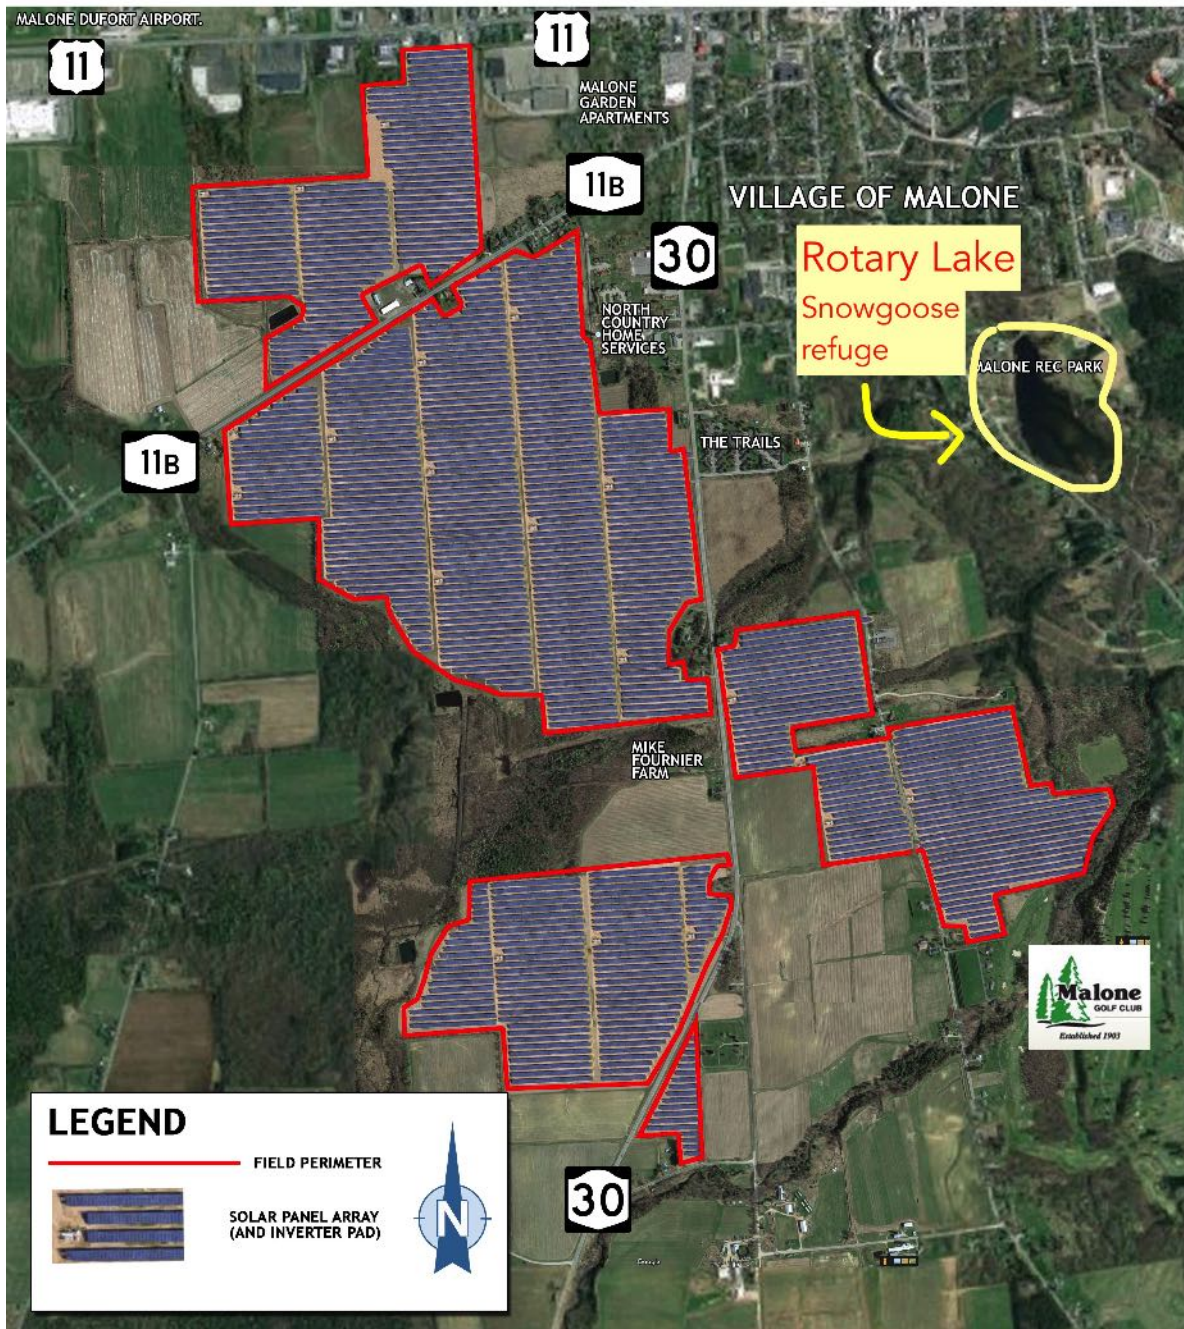 MALONE DUFORT AIRPORT.
11
11
MALONE
GARDEN
APARTMENTS
11B
VILLAGE OF MALONE
30
Rotary Lake
Snowgoose
refuge
NORTH
COUNTRY
HOME
SERVICES
MALONE REC PARK
THE TRAILS
11B
MIKE
FOURNIER
FARM
Malone
GOLF CLUB
Established 1903
LEGEND
FIELD PERIMETER
SOLAR PANEL ARRAY
(AND INVERTER PAD)
N
30